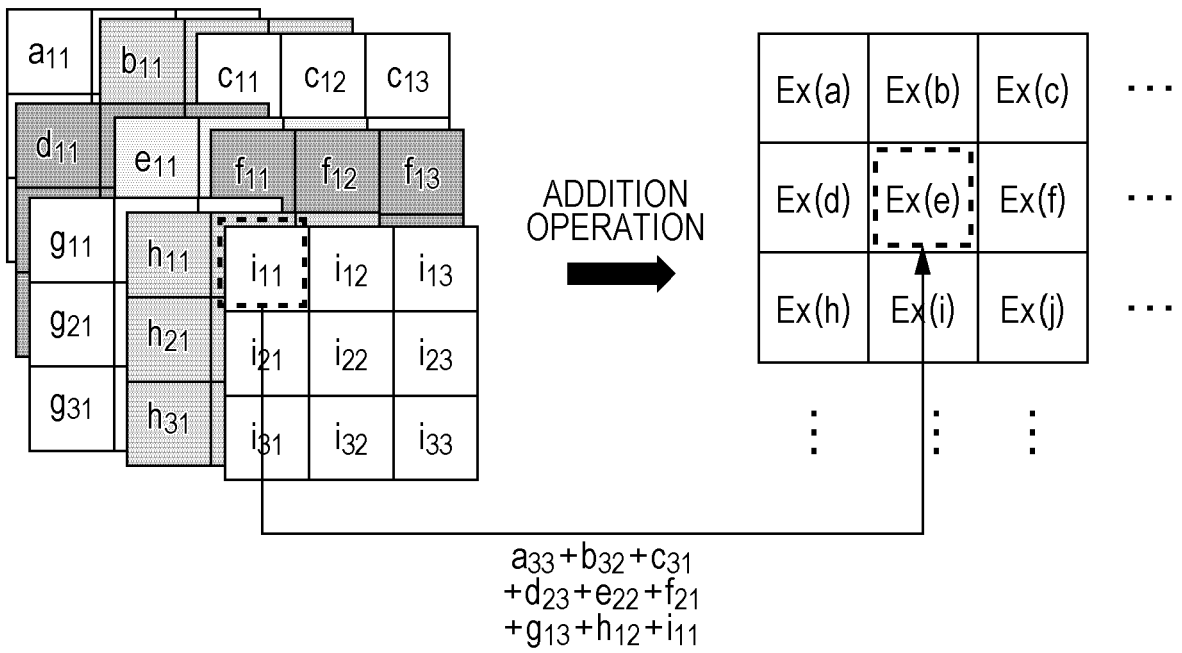 a11
b11
c11 c12 c13
d11
e11
f11 f12 f13
g11
h11
i11 i12 i13
g21
h21
i21 i22 i23
g31
h31
i31 i32 i33
ADDITION
OPERATION
Ex(a) Ex(b) Ex(c) ...
Ex(d) Ex(e) Ex(f) ...
Ex(h) Ex(i) Ex(j) ...
a33+b32+c31
+d23+e22+f21
+g13+h12+i11